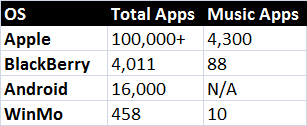 OS Total Apps Music Apps
Apple 100,000+ 4,300
BlackBerry 4,011 88
Android 16,000 N/A
WinMo 458 10